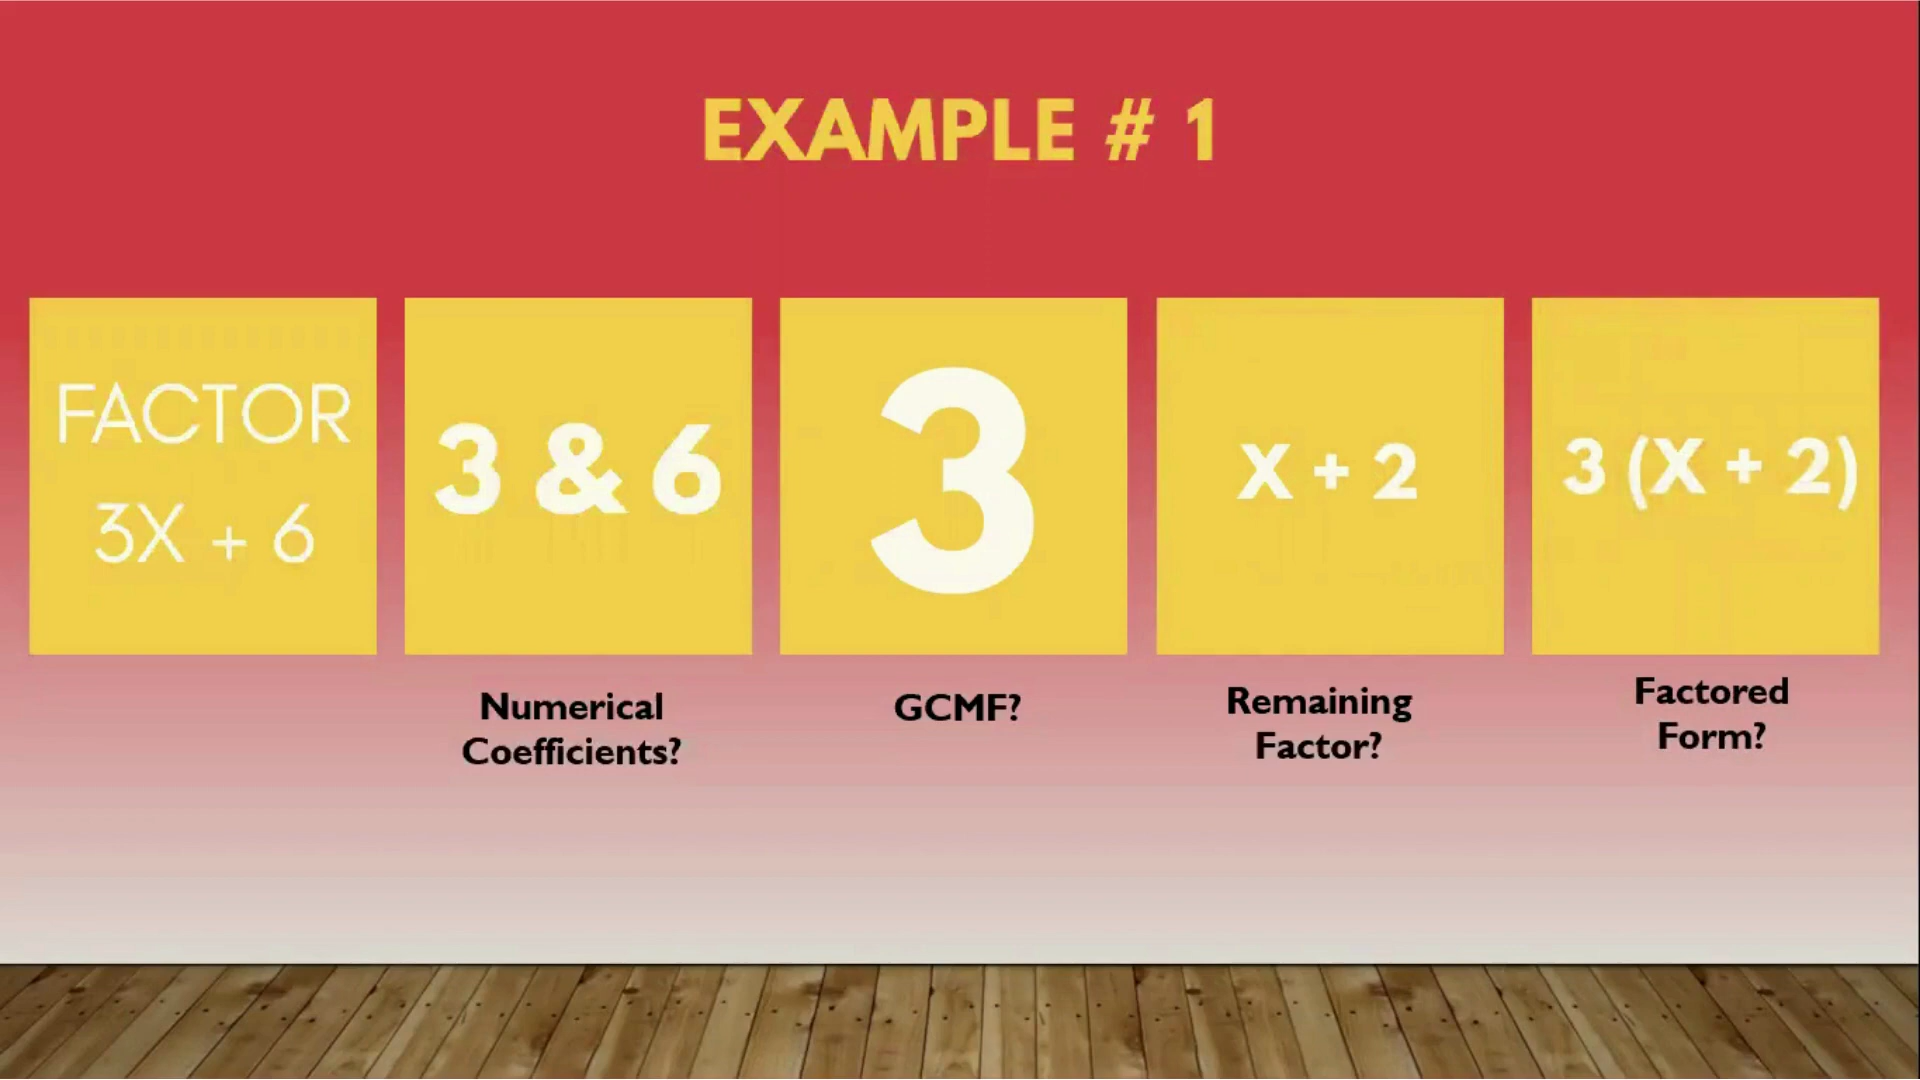 EXAMPLE # 1
FACTOR
3X + 6
3 & 6
Numerical
Coefficients?
3
GCMF?
X + 2
Remaining
Factor?
3 (X + 2)
Factored
Form?